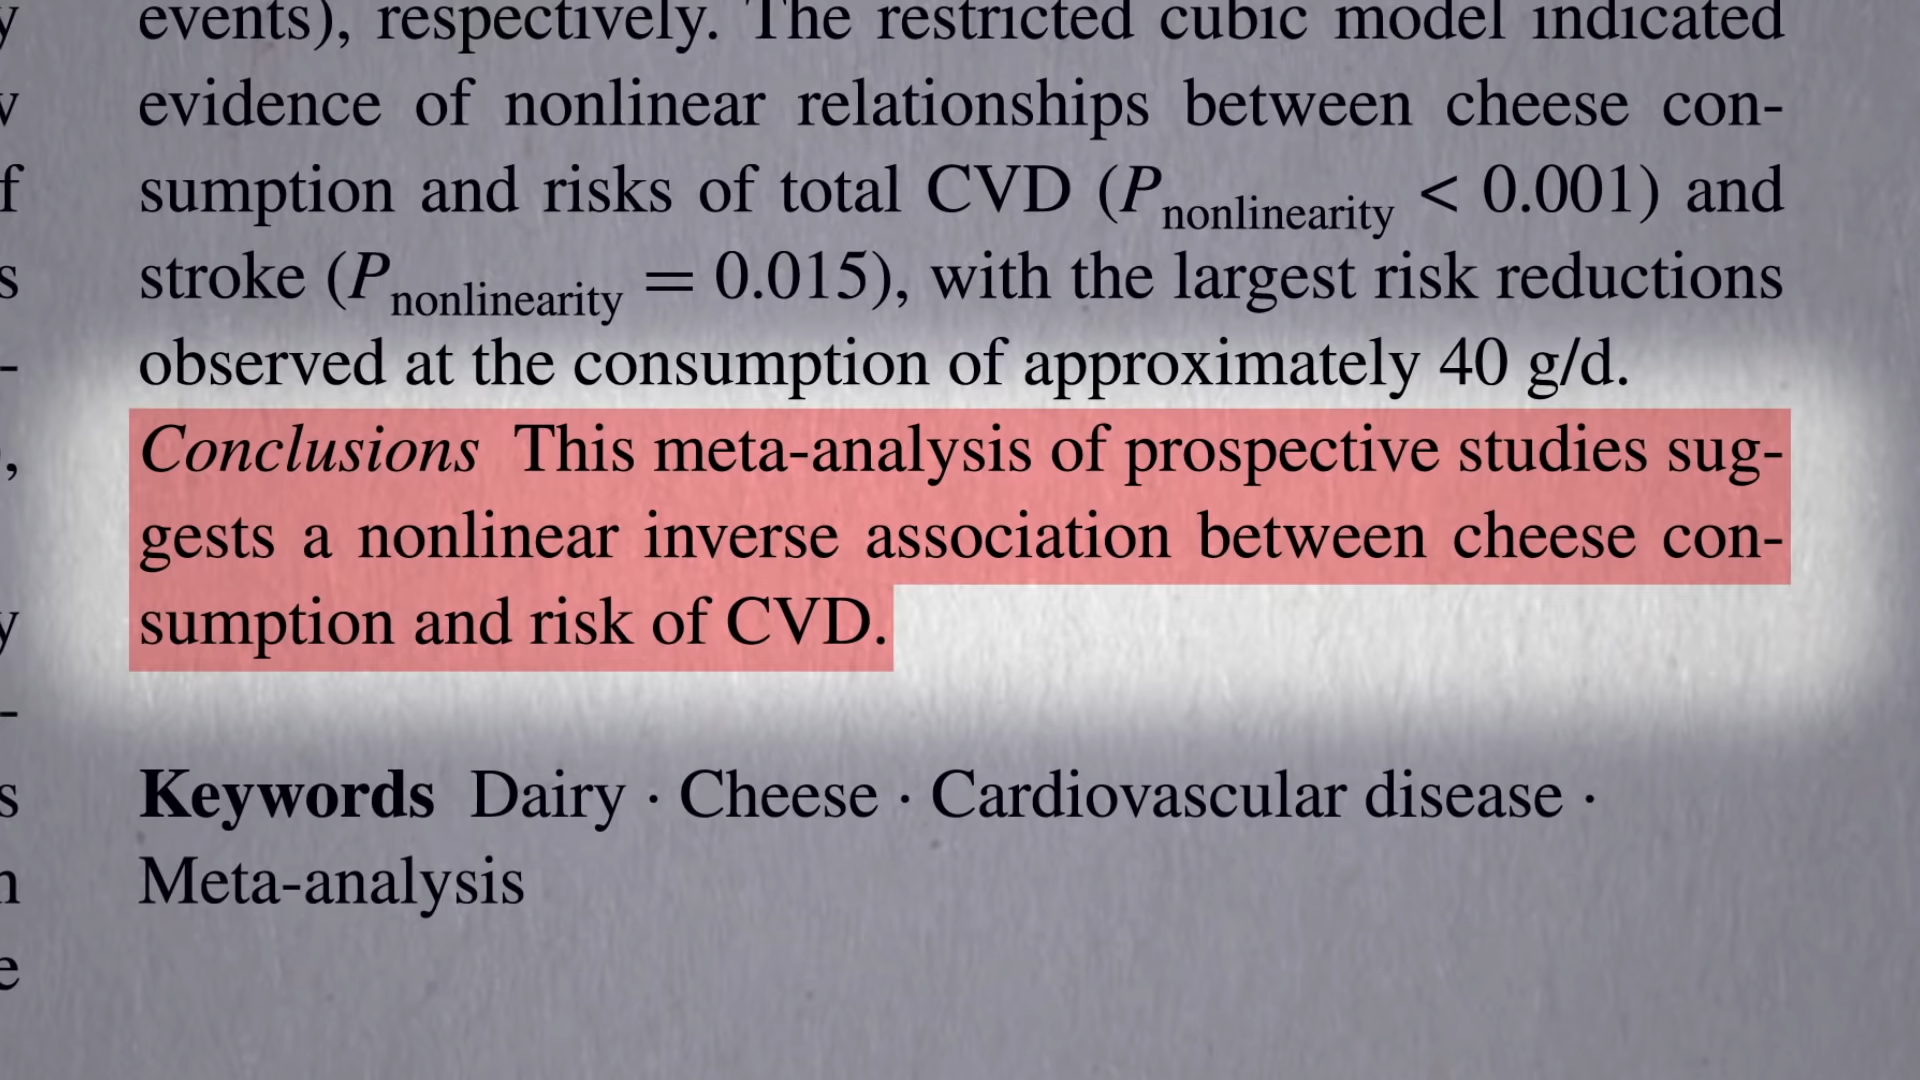 events), respectively. The restricted cubic model indicated
evidence of nonlinear relationships between cheese con-
sumption and risks of total CVD (Pnonlinearity < 0.001) and
stroke (Pnonlinearity = 0.015), with the largest risk reductions
observed at the consumption of approximately 40 g/d.
Conclusions This meta-analysis of prospective studies sug-
gests a nonlinear inverse association between cheese con-
sumption and risk of CVD.
Keywords Dairy · Cheese · Cardiovascular disease ·
Meta-analysis